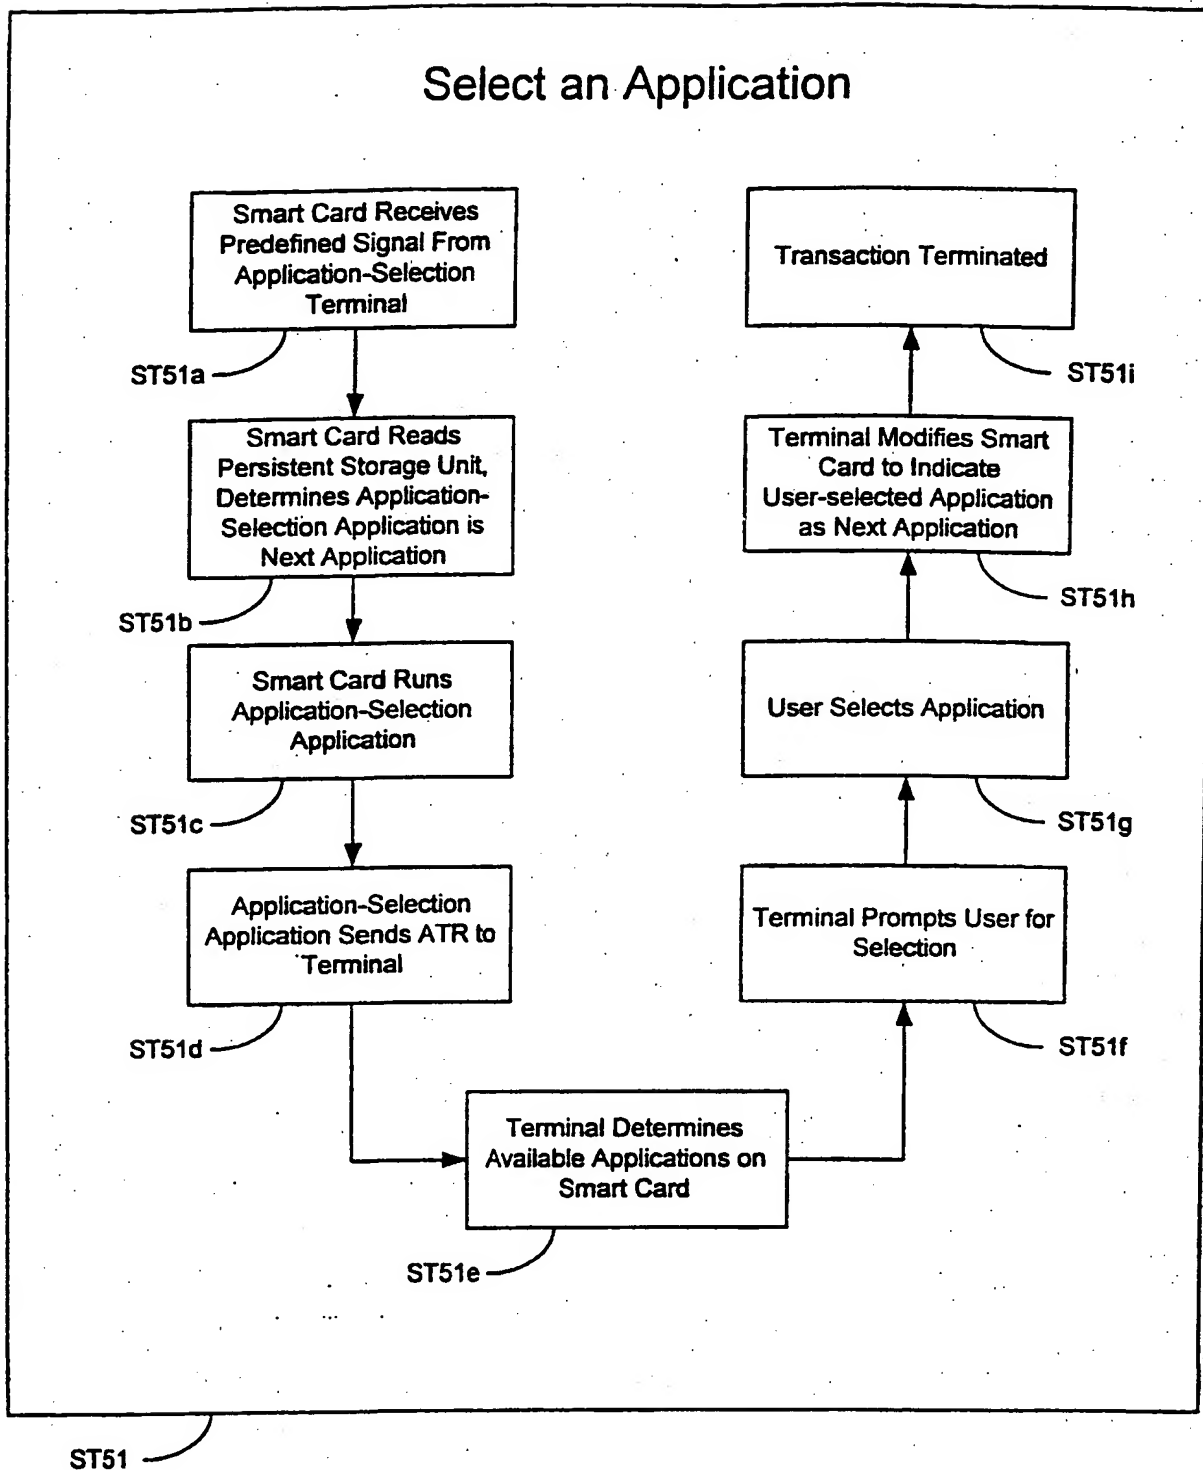 Select an Application
Smart Card Receives
Predefined Signal From
Application-Selection
Terminal
ST51a
Smart Card Reads
Persistent Storage Unit,
Determines Application-
Selection Application is
Next Application
ST51b
Smart Card Runs
Application-Selection
Application
ST51c
Application-Selection
Application Sends ATR to
Terminal
ST51d
Terminal Determines
Available Applications on
Smart Card
ST51e
Terminal Prompts User for
Selection
ST51f
User Selects Application
ST51g
Terminal Modifies Smart
Card to Indicate
User-selected Application
as Next Application
ST51h
Transaction Terminated
ST51i
ST51